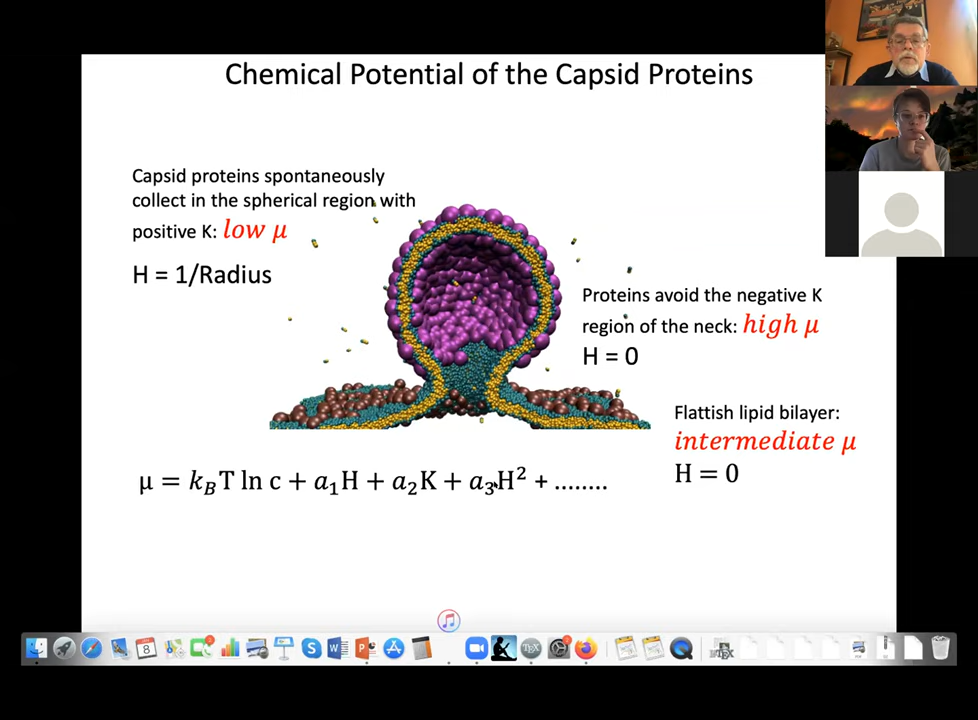 Chemical Potential of the Capsid Proteins
Capsid proteins spontaneously
collect in the spherical region with
positive K: low μ
H = 1/Radius
Proteins avoid the negative K
region of the neck: high μ
H = 0
Flattish lipid bilayer:
intermediate μ
H = 0
μ = k_BT ln c + a₁H + a₂K + a₃H² + ........
8
TEX